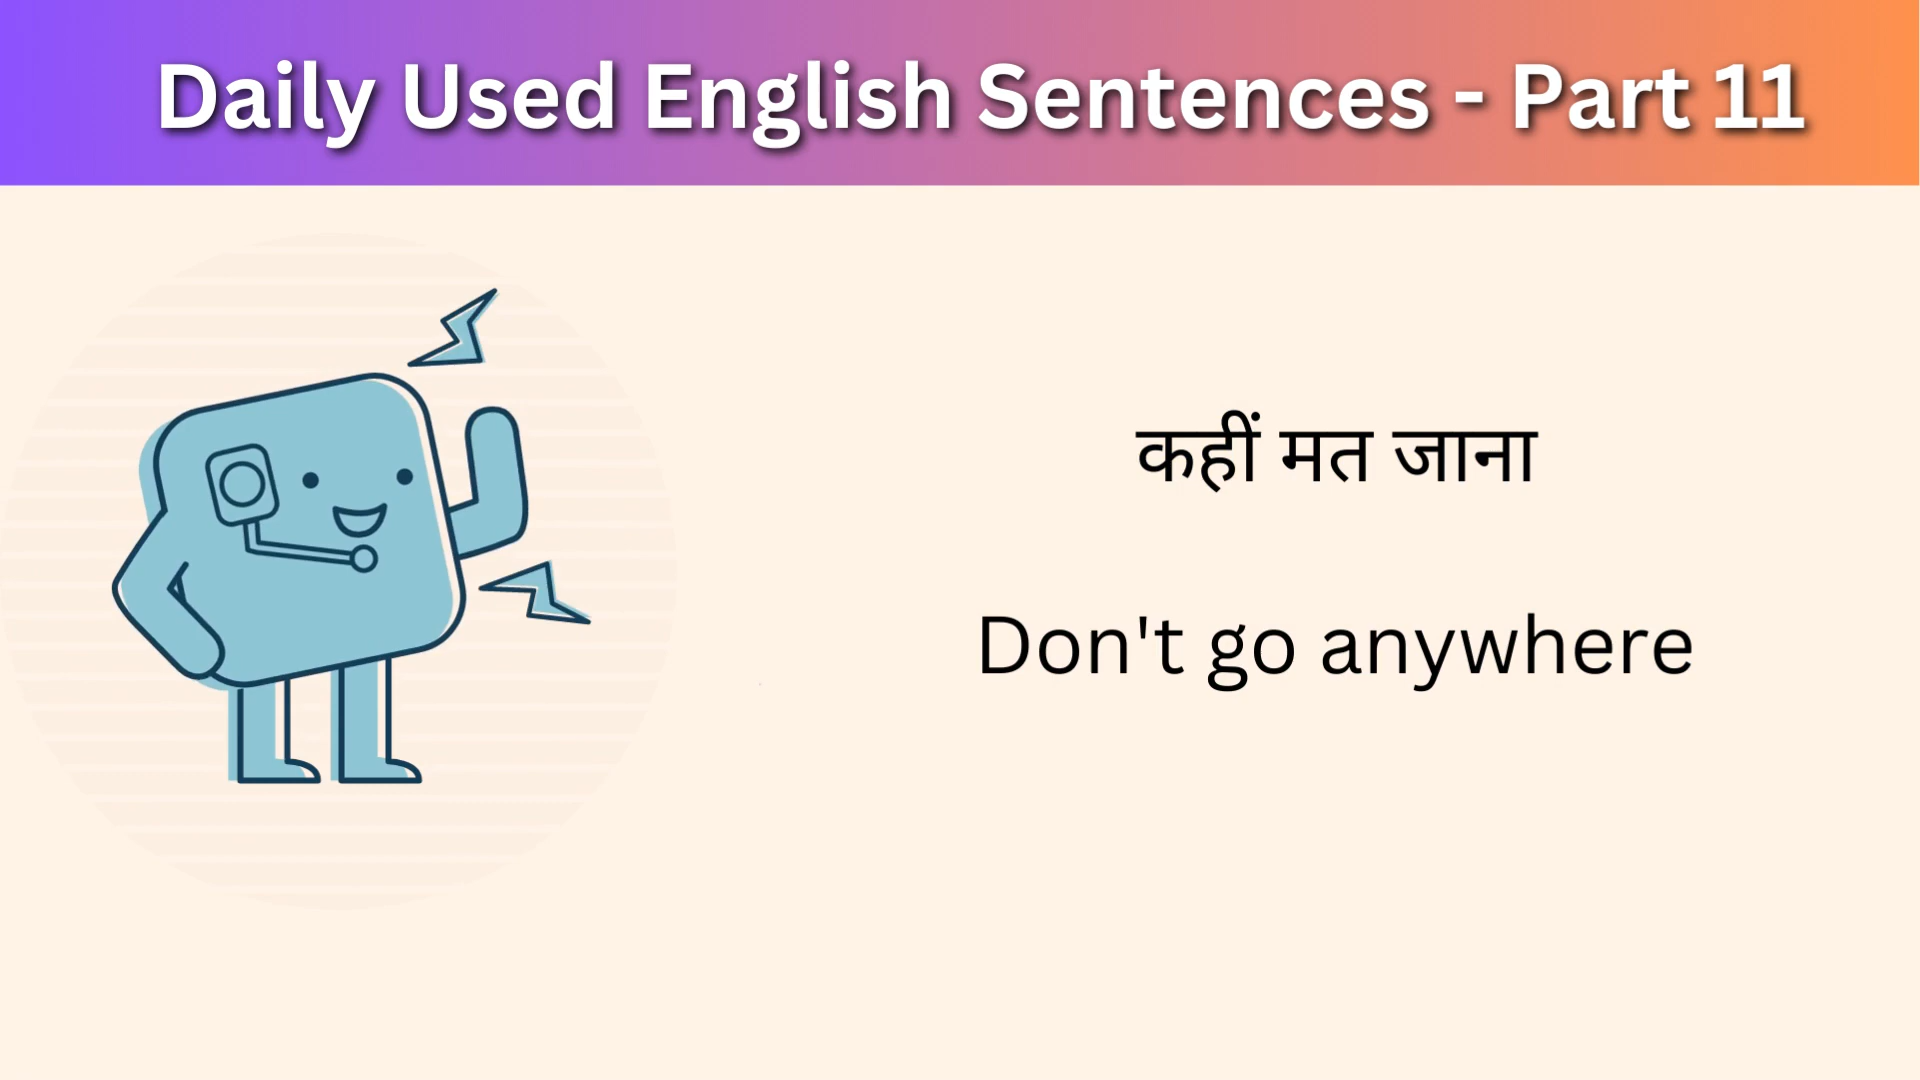 Daily Used English Sentences - Part 11
कहीं मत जाना
Don't go anywhere